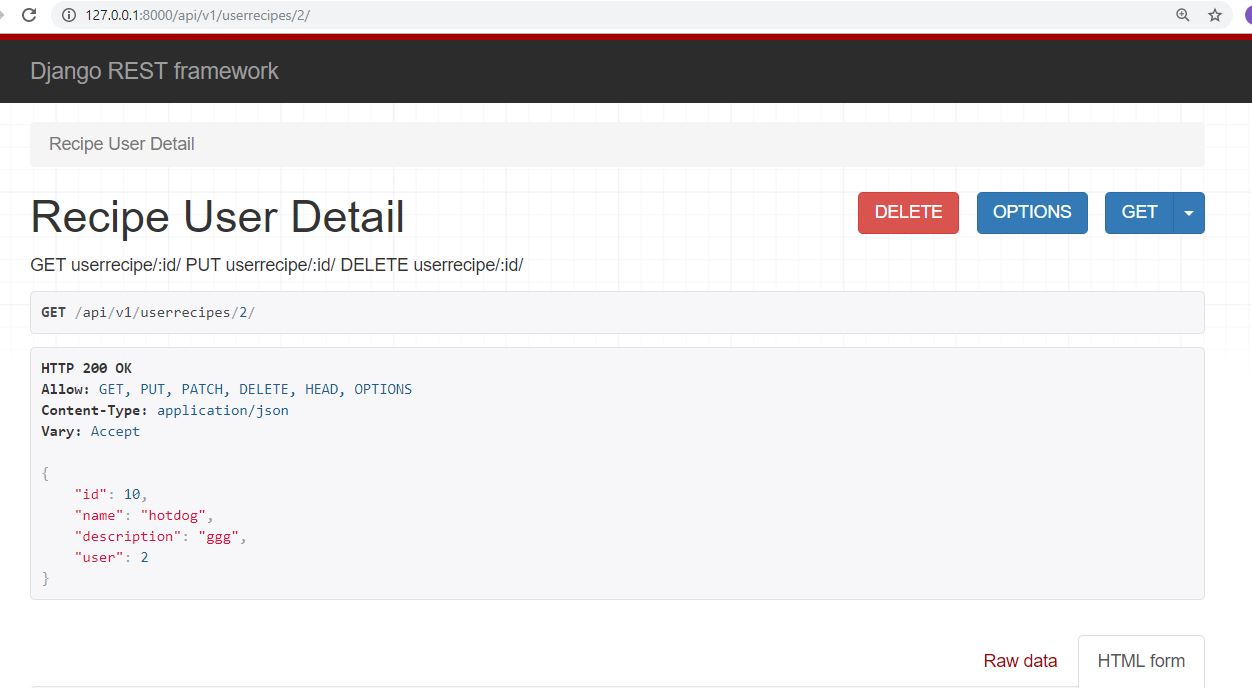 127.0.0.1:8000/api/v1/userrecipes/2/
Django REST framework
Recipe User Detail
Recipe User Detail
DELETE OPTIONS GET
GET userrecipe/:id/ PUT userrecipe/:id/ DELETE userrecipe/:id/
GET /api/v1/userrecipes/2/
HTTP 200 OK
Allow: GET, PUT, PATCH, DELETE, HEAD, OPTIONS
Content-Type: application/json
Vary: Accept
{
    "id": 10,
    "name": "hotdog",
    "description": "ggg",
    "user": 2
}
Raw data HTML form